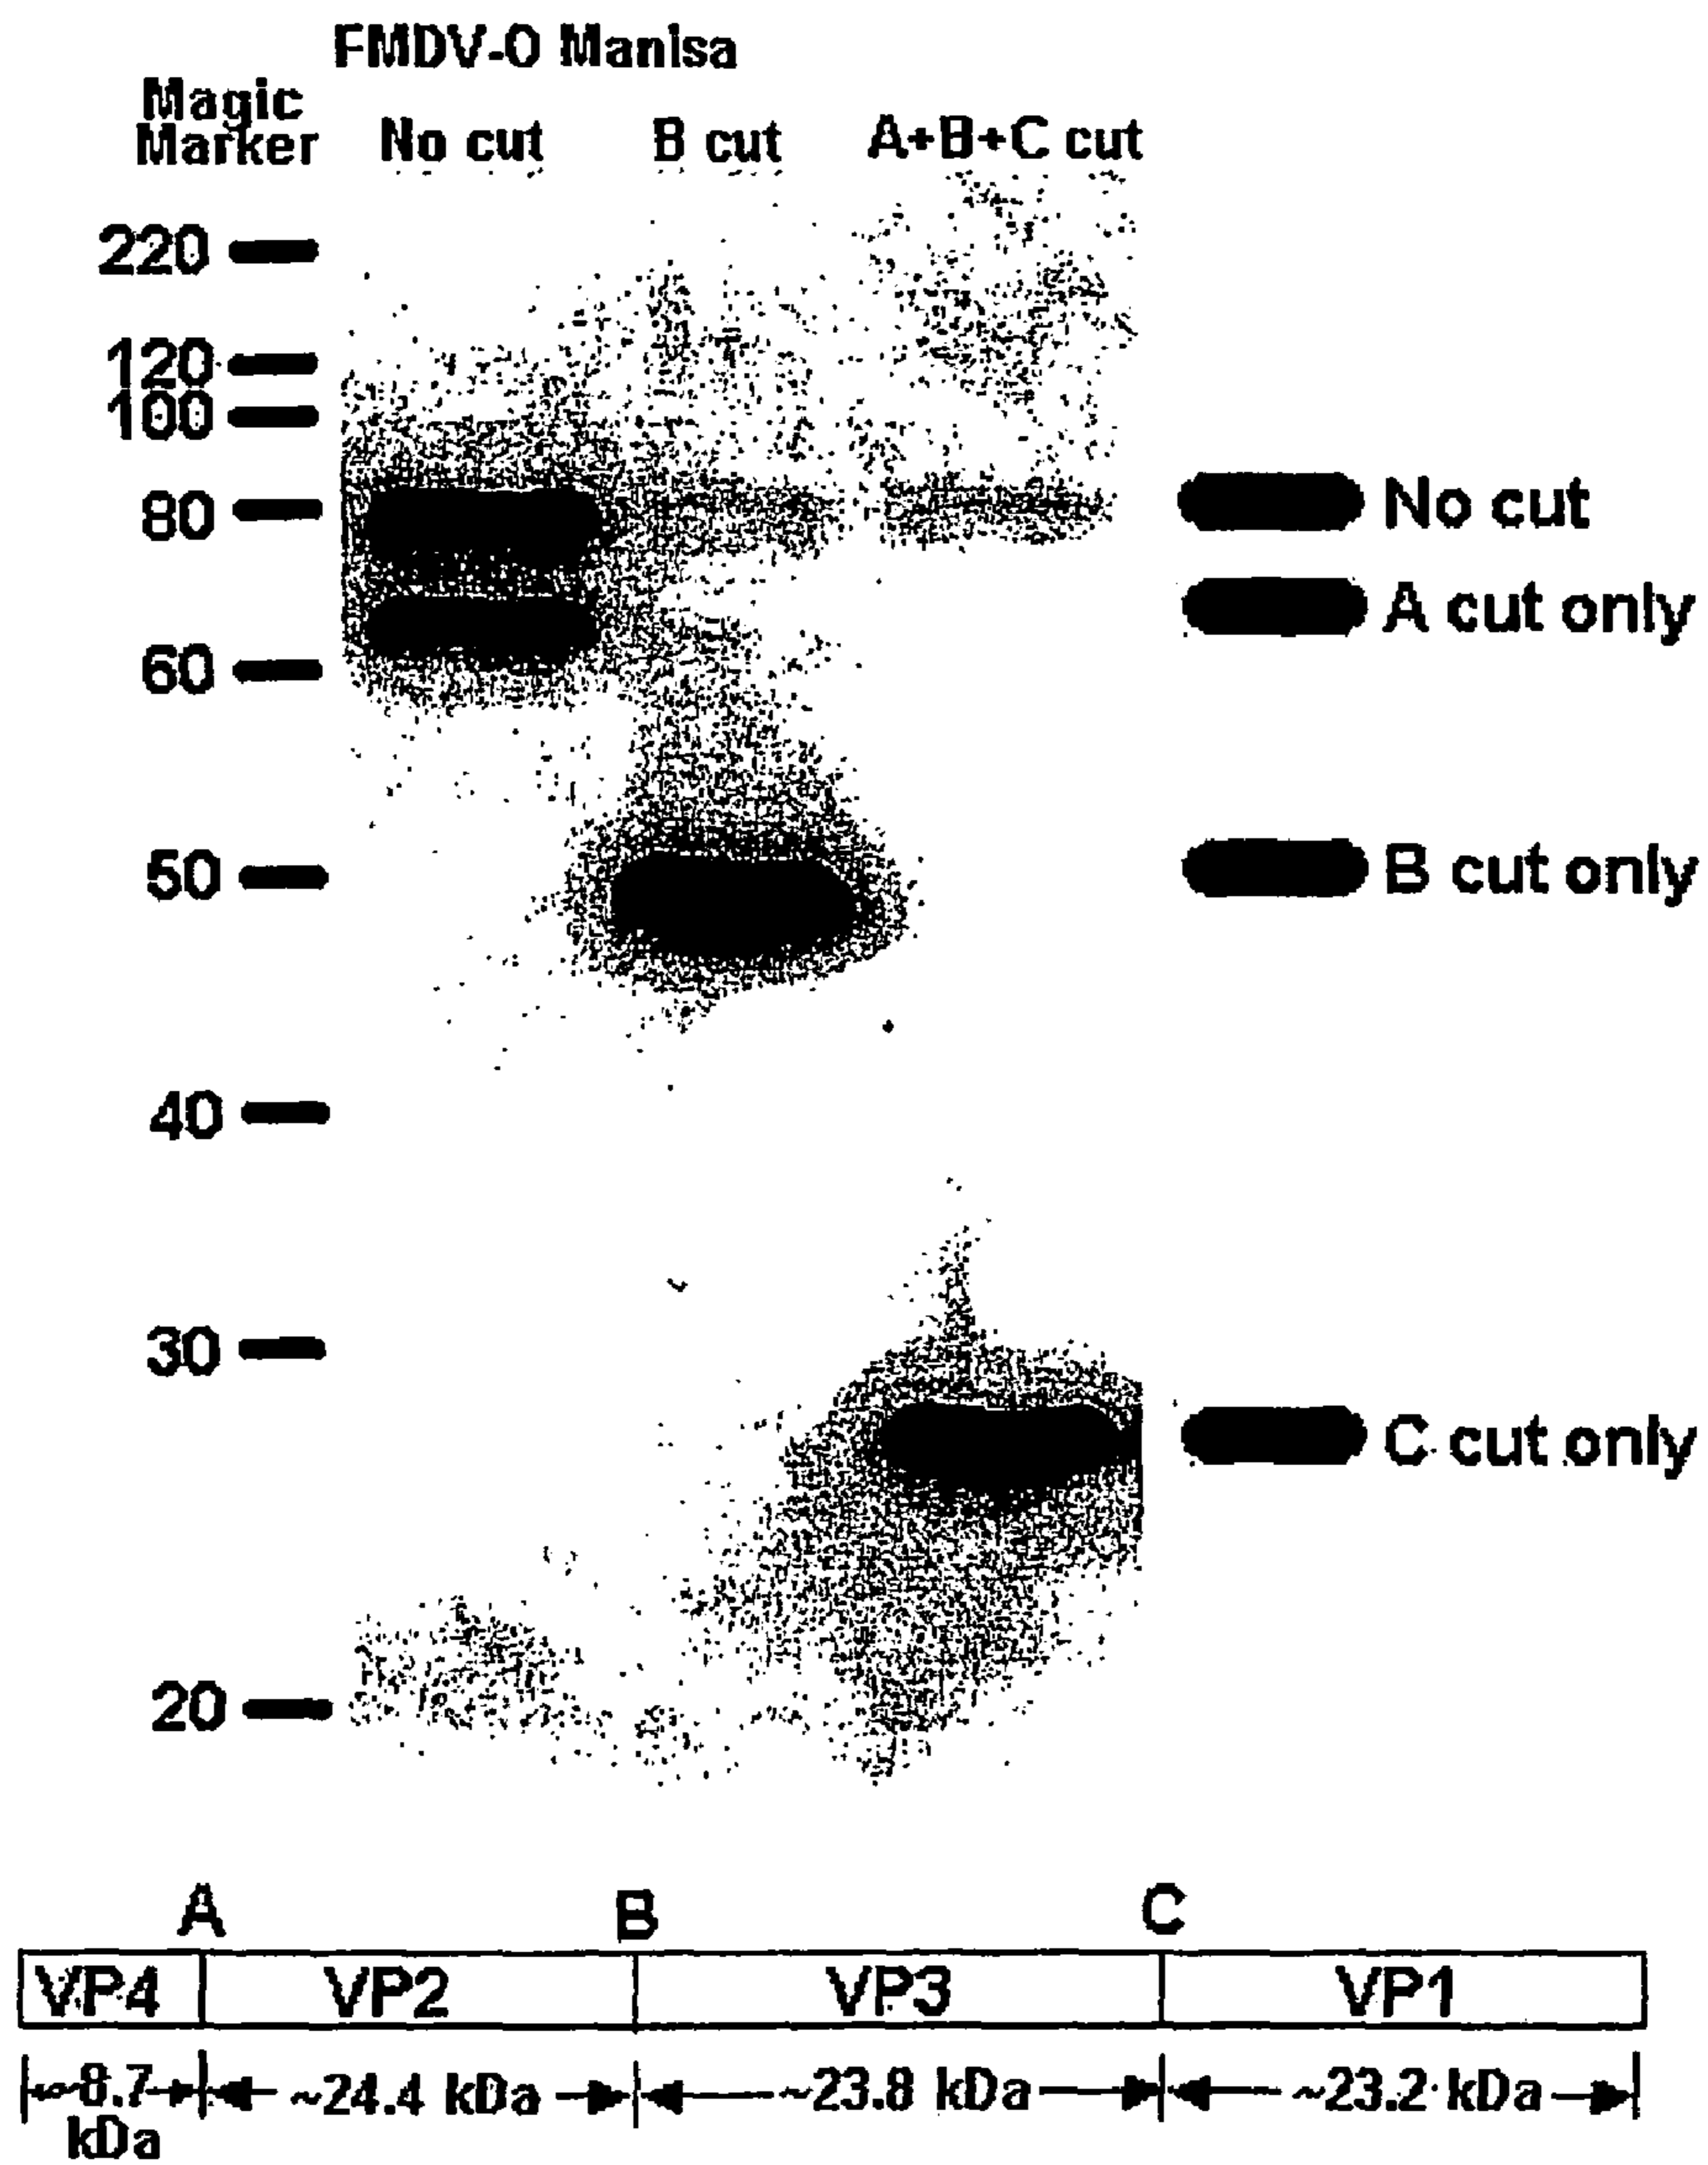 FMDV-O Manisa
Magic
Marker
No cut
B cut
A+B+C cut
220
120
100
80
60
50
40
30
20
No cut
A cut only
B cut only
C cut only
A
B
C
VP4
VP2
VP3
VP1
~8.7
kDa
~24.4 kDa
~23.8 kDa
~23.2 kDa